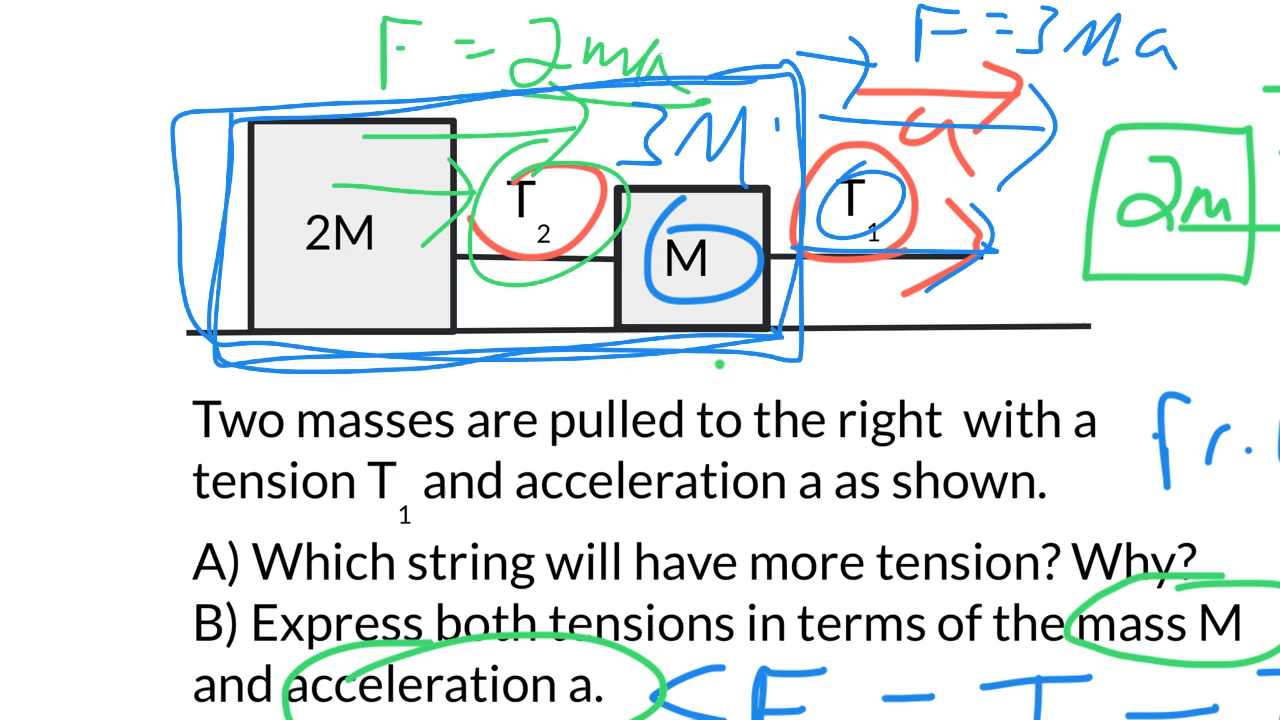 F = 2ma
F = 3Ma
3M
a
2M
T2
M
T1
2m
Two masses are pulled to the right with a
tension T1 and acceleration a as shown.
fr.
A) Which string will have more tension? Why?
B) Express both tensions in terms of the mass M
and acceleration a.
F - T -